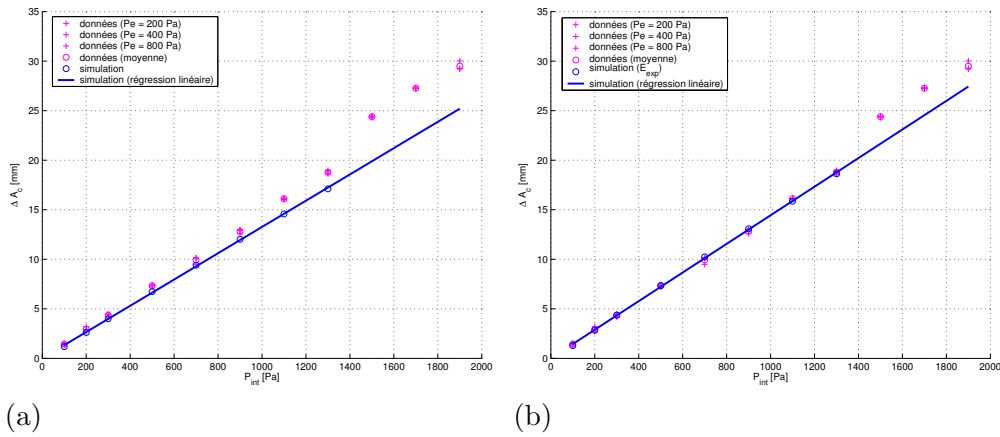 données (Pe = 200 Pa)
données (Pe = 400 Pa)
données (Pe = 800 Pa)
données (moyenne)
simulation
simulation (régression linéaire)
35
30
25
20
15
10
5
0
Δ A_c [mm]
0 200 400 600 800 1000 1200 1400 1600 1800 2000
P_int [Pa]
(a)
données (Pe = 200 Pa)
données (Pe = 400 Pa)
données (Pe = 800 Pa)
données (moyenne)
simulation (E_exp)
simulation (régression linéaire)
35
30
25
20
15
10
5
0
Δ A_c [mm]
0 200 400 600 800 1000 1200 1400 1600 1800 2000
P_int [Pa]
(b)